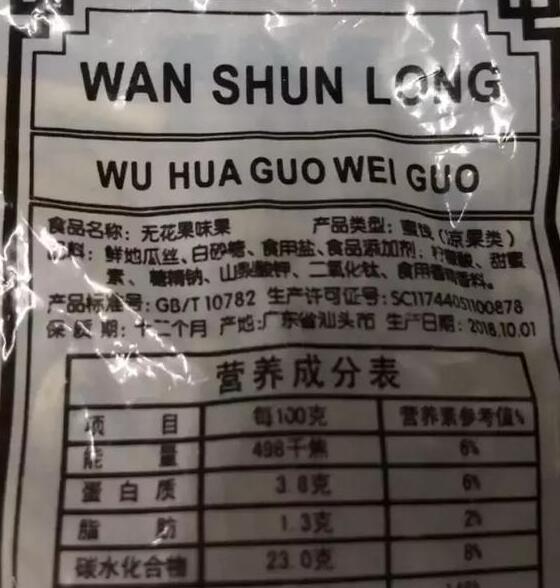 WAN SHUN LONG
WU HUA GUO WEI GUO
食品名称：无花果味果 产品类型：蜜饯（凉果类）
料：鲜地瓜丝、白砂糖、食用盐、食品添加剂：柠檬酸、甜蜜
素、糖精钠、山梨酸钾、二氧化钛、食用香精香料。
产品标准号：GB/T 10782 生产许可证号：SC11744051100878
保质期：十二个月 产地：广东省汕头市 生产日期：2018.10.01
营养成分表
项 目 每100克 营养素参考值%
能 量 498千焦 6%
蛋白质 3.8克 6%
脂 肪 1.3克 2%
碳水化合物 23.0克 8%